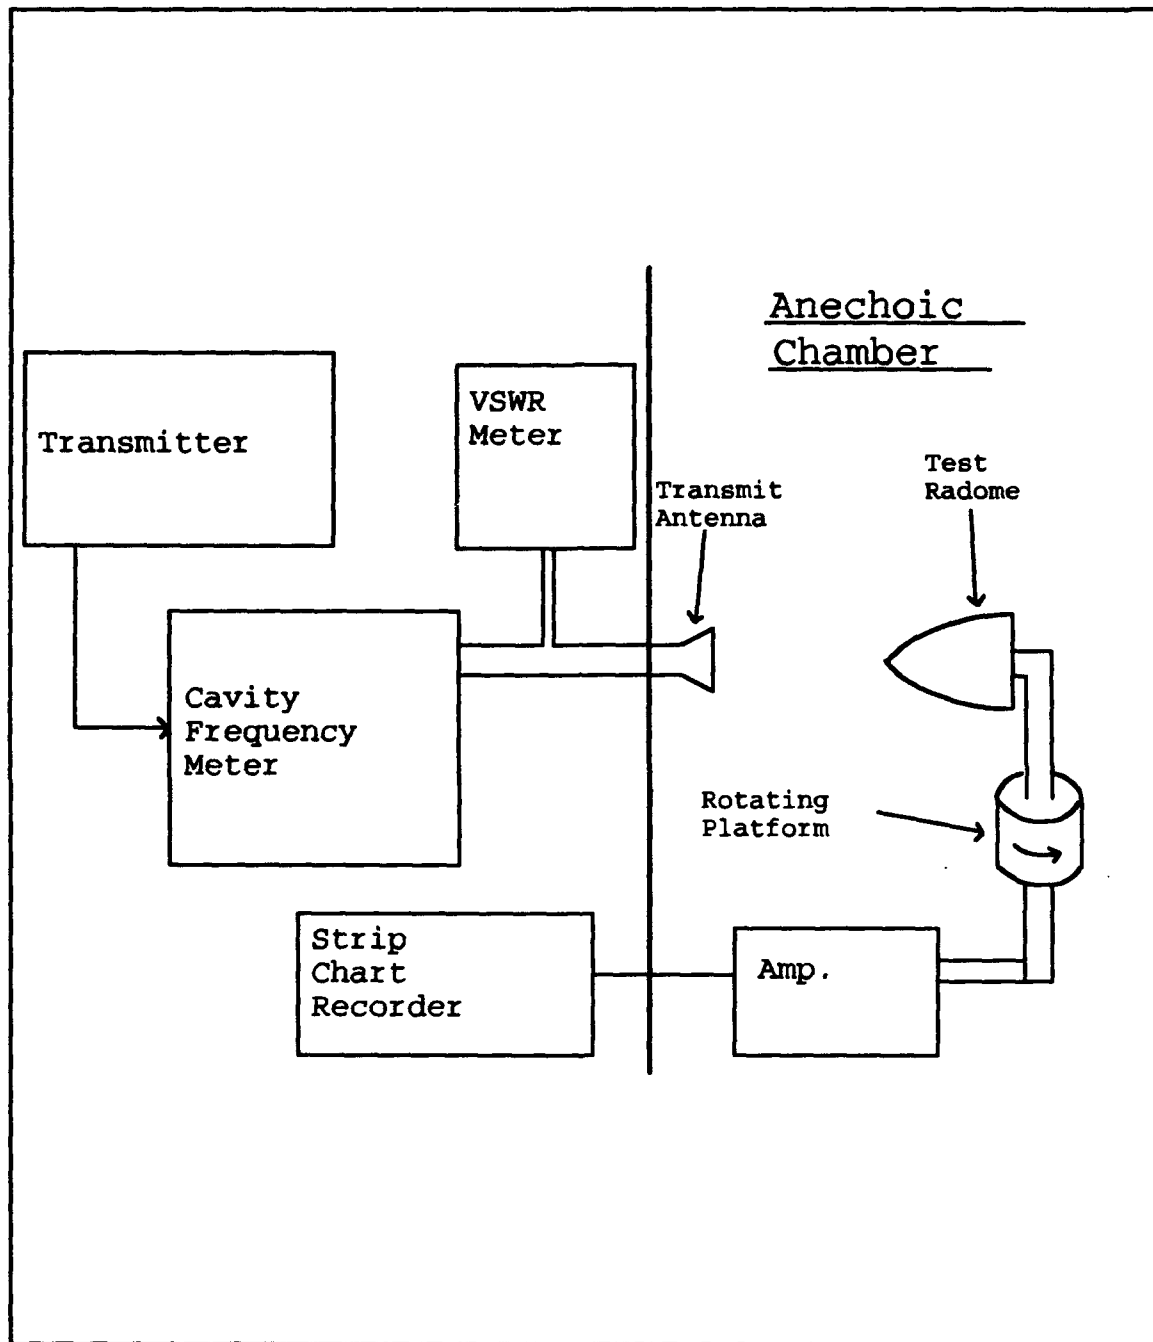 Anechoic
Chamber
Transmitter
VSWR
Meter
Transmit
Antenna
Test
Radome
Cavity
Frequency
Meter
Rotating
Platform
Strip
Chart
Recorder
Amp.